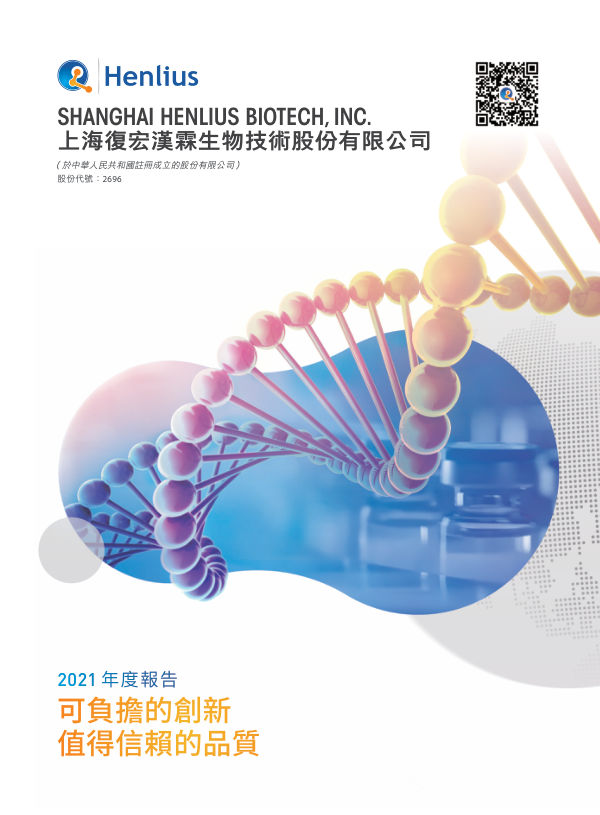 Henlius
SHANGHAI HENLIUS BIOTECH, INC.
上海復宏漢霖生物技術股份有限公司
(於中華人民共和國註冊成立的股份有限公司)
股份代號：2696
2021 年度報告
可負擔的創新
值得信賴的品質